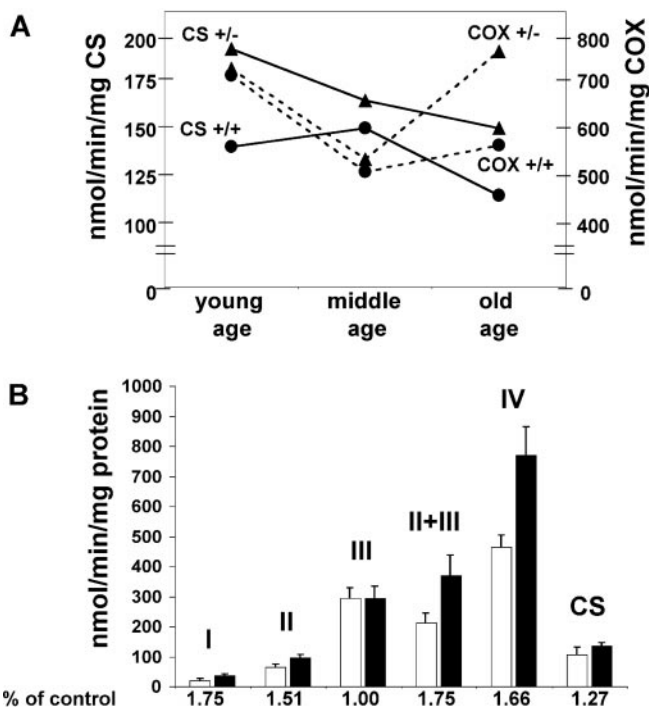 A
nmol/min/mg CS
200
175
150
125
100
0
CS +/-
CS +/+
COX +/-
COX +/+
800
700
600
500
400
0
nmol/min/mg COX
young age
middle age
old age
B
nmol/min/mg protein
1000
900
800
700
600
500
400
300
200
100
0
I
II
III
II+III
IV
CS
% of control 1.75 1.51 1.00 1.75 1.66 1.27